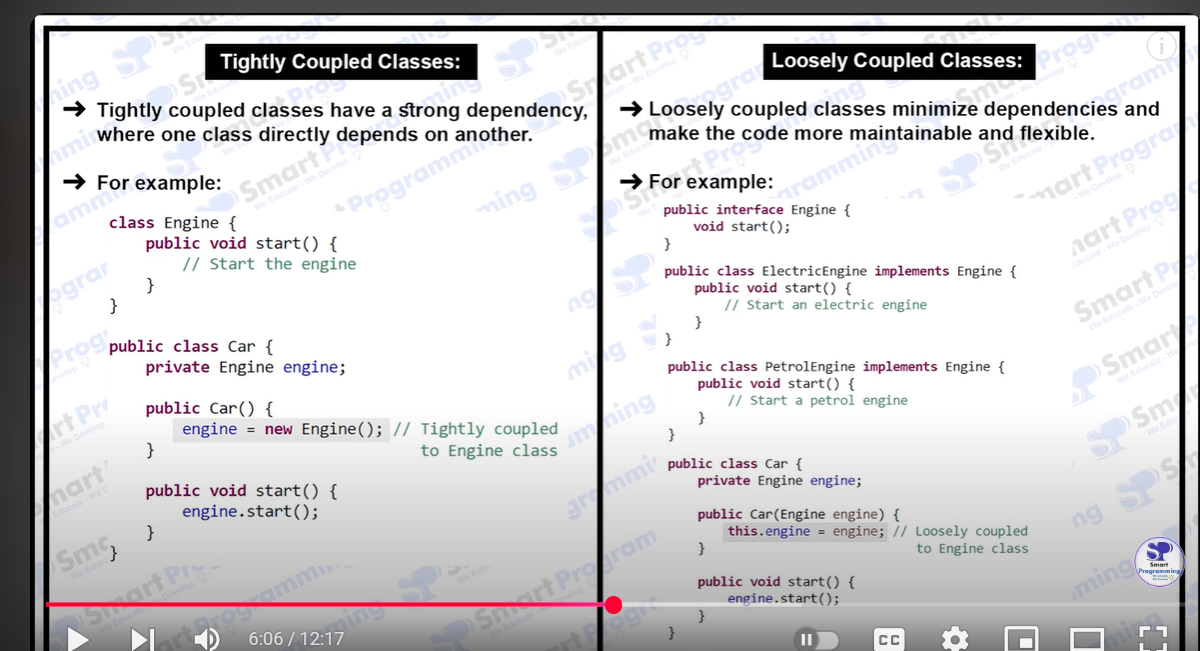 Tightly Coupled Classes:
→ Tightly coupled classes have a strong dependency,
where one class directly depends on another.
→ For example:
class Engine {
public void start() {
// Start the engine
}
}
public class Car {
private Engine engine;
public Car() {
engine = new Engine(); // Tightly coupled
} to Engine class
public void start() {
engine.start();
}
}
Loosely Coupled Classes:
→ Loosely coupled classes minimize dependencies and
make the code more maintainable and flexible.
→ For example:
public interface Engine {
void start();
}
public class ElectricEngine implements Engine {
public void start() {
// Start an electric engine
}
}
public class PetrolEngine implements Engine {
public void start() {
// Start a petrol engine
}
}
public class Car {
private Engine engine;
public Car(Engine engine) {
this.engine = engine; // Loosely coupled
} to Engine class
public void start() {
engine.start();
}
}
Smart
Programming
6:06 / 12:17
CC